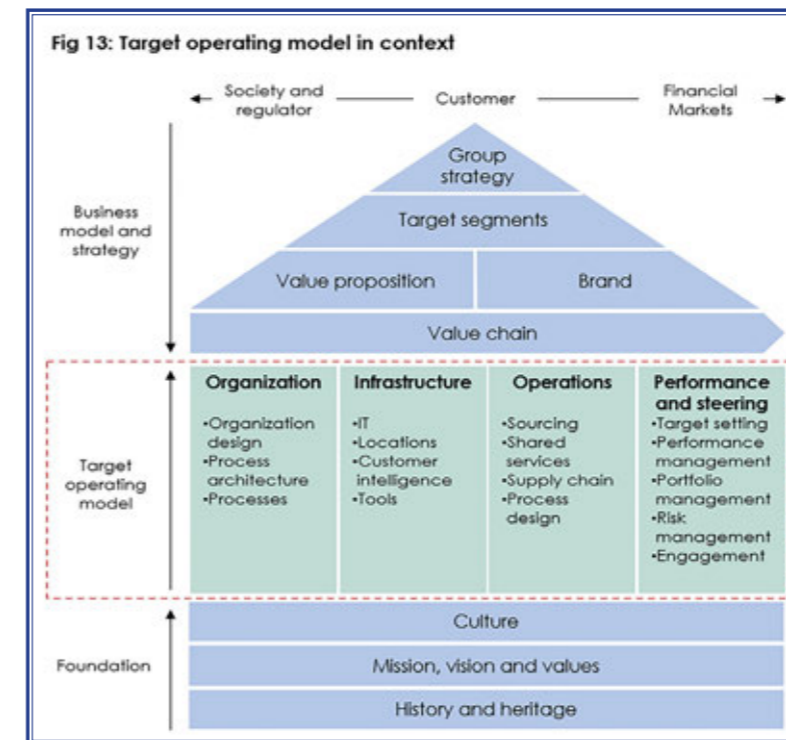 Fig 13: Target operating model in context
Society and
regulator
Customer
Financial
Markets
Business
model and
strategy
Group
strategy
Target segments
Value proposition
Brand
Value chain
Target
operating
model
Organization
•Organization
design
•Process
architecture
•Processes
Infrastructure
•IT
•Locations
•Customer
intelligence
•Tools
Operations
•Sourcing
•Shared
services
•Supply chain
•Process
design
Performance
and steering
•Target setting
•Performance
management
•Portfolio
management
•Risk
management
•Engagement
Foundation
Culture
Mission, vision and values
History and heritage